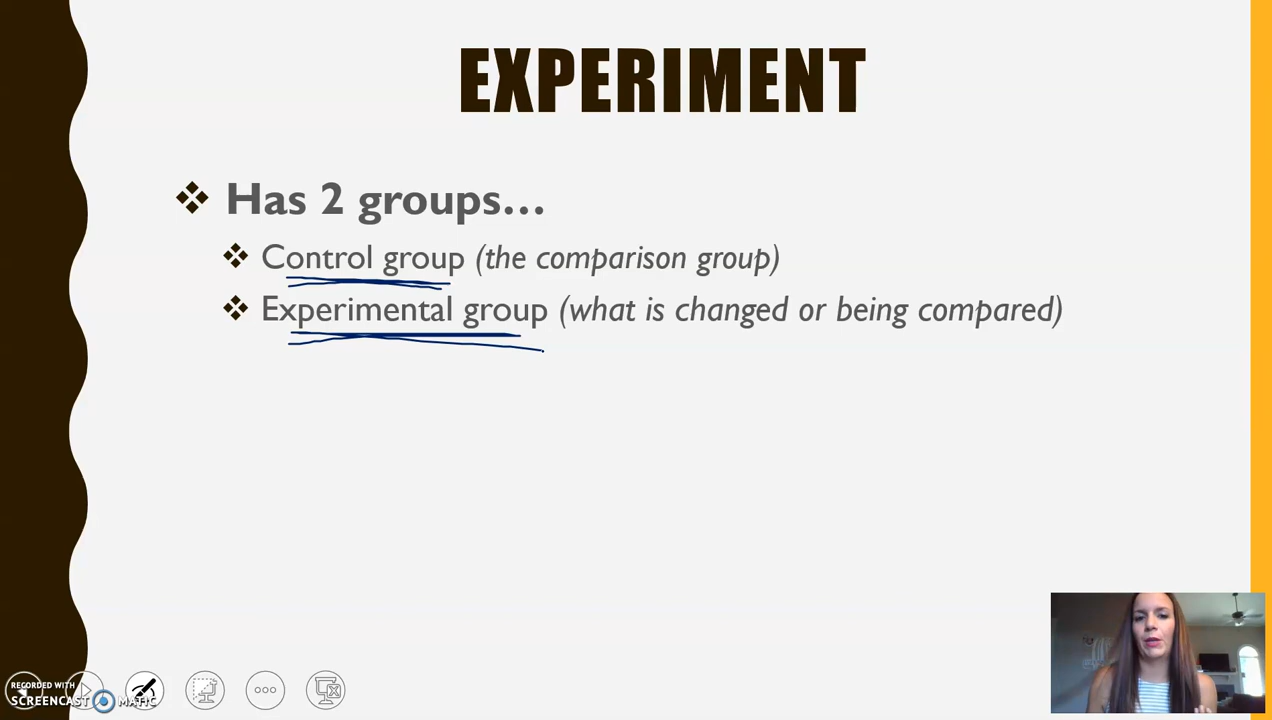 EXPERIMENT
❖ Has 2 groups…
❖ Control group (the comparison group)
❖ Experimental group (what is changed or being compared)
RECORDED WITH
SCREENCAST MATIC